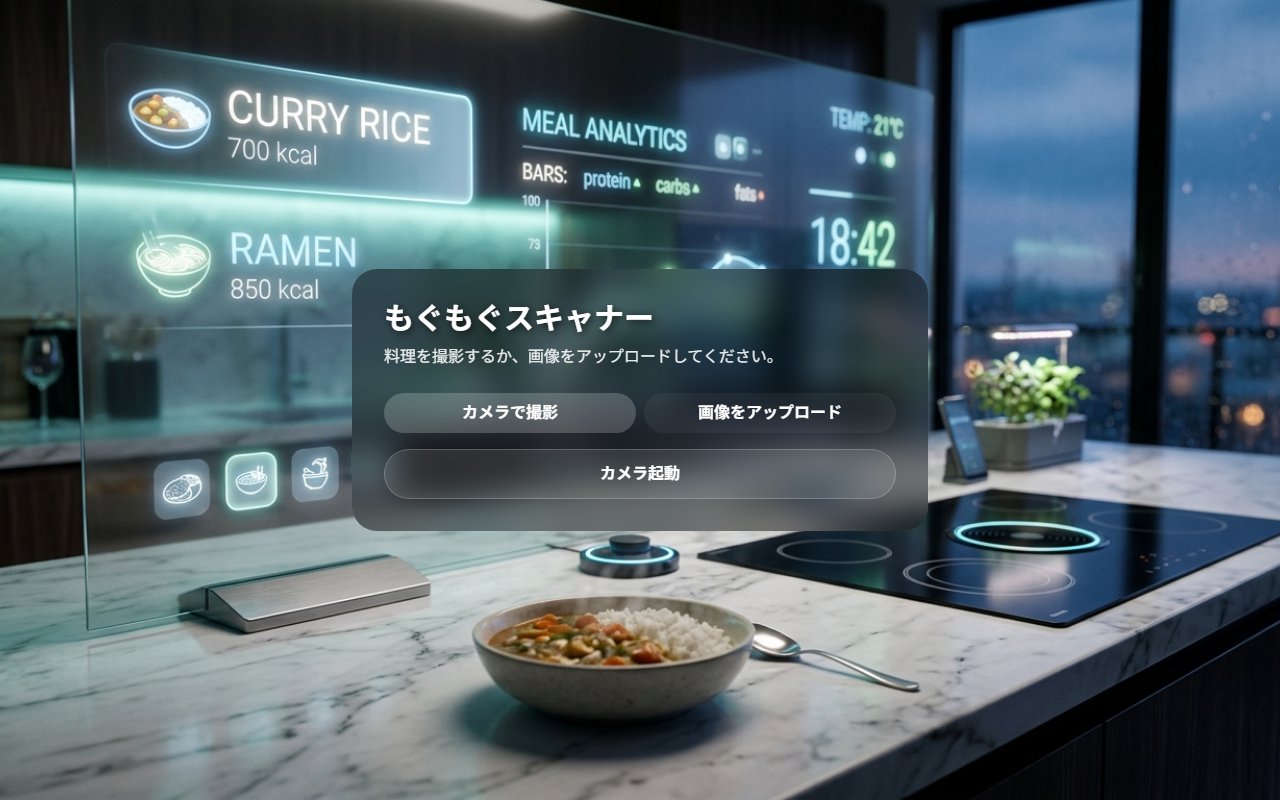 CURRY RICE
700 kcal
RAMEN
850 kcal
MEAL ANALYTICS
BARS: protein carbs fats
100
73
TEMP: 21℃
18:42
もぐもぐスキャナー
料理を撮影するか、画像をアップロードしてください。
カメラで撮影 画像をアップロード
カメラ起動